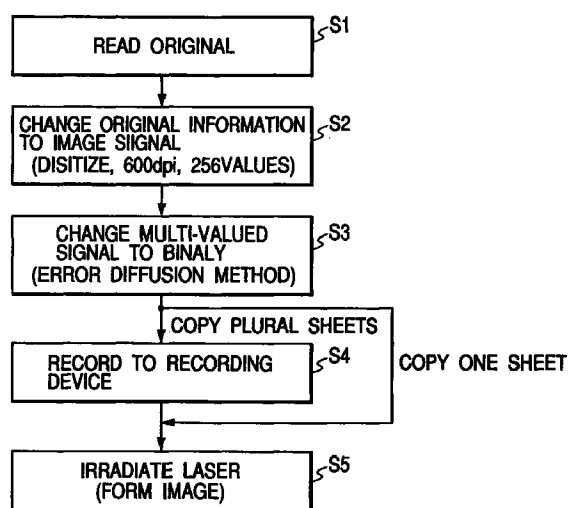 READ ORIGINAL
S1
CHANGE ORIGINAL INFORMATION
TO IMAGE SIIGNAL
(DISITIZE, 600dpi, 256VALUES)
S2
CHANGE MULTI-VALUED
SIGNAL TO BINALY
(ERROR DIFFUSION METHOD)
S3
COPY PLURAL SHEETS
RECORD TO RECORDING
DEVICE
S4
COPY ONE SHEET
IRRADIATE LASER
(FORM IMAGE)
S5